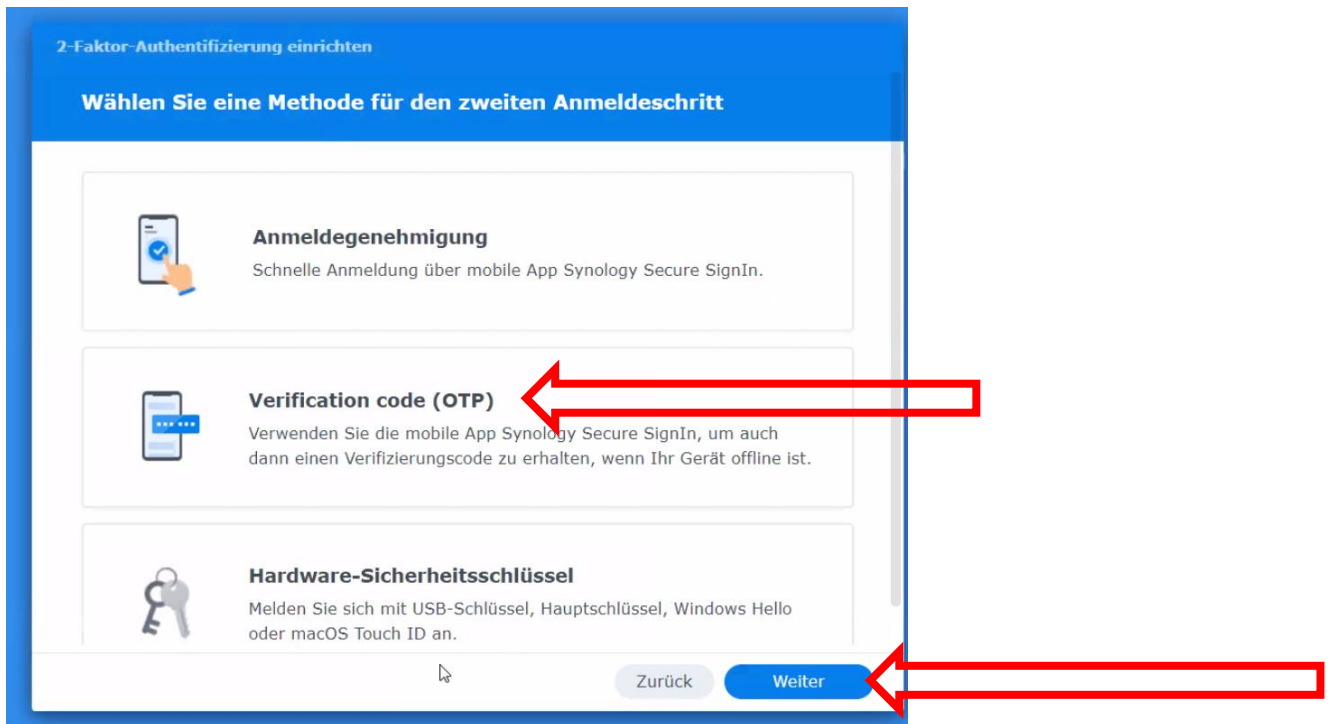 2-Faktor-Authentifizierung einrichten
Wählen Sie eine Methode für den zweiten Anmeldeschritt
Anmeldegenehmigung
Schnelle Anmeldung über mobile App Synology Secure SignIn.
Verification code (OTP)
Verwenden Sie die mobile App Synology Secure SignIn, um auch
dann einen Verifizierungscode zu erhalten, wenn Ihr Gerät offline ist.
Hardware-Sicherheitsschlüssel
Melden Sie sich mit USB-Schlüssel, Hauptschlüssel, Windows Hello
oder macOS Touch ID an.
Zurück Weiter